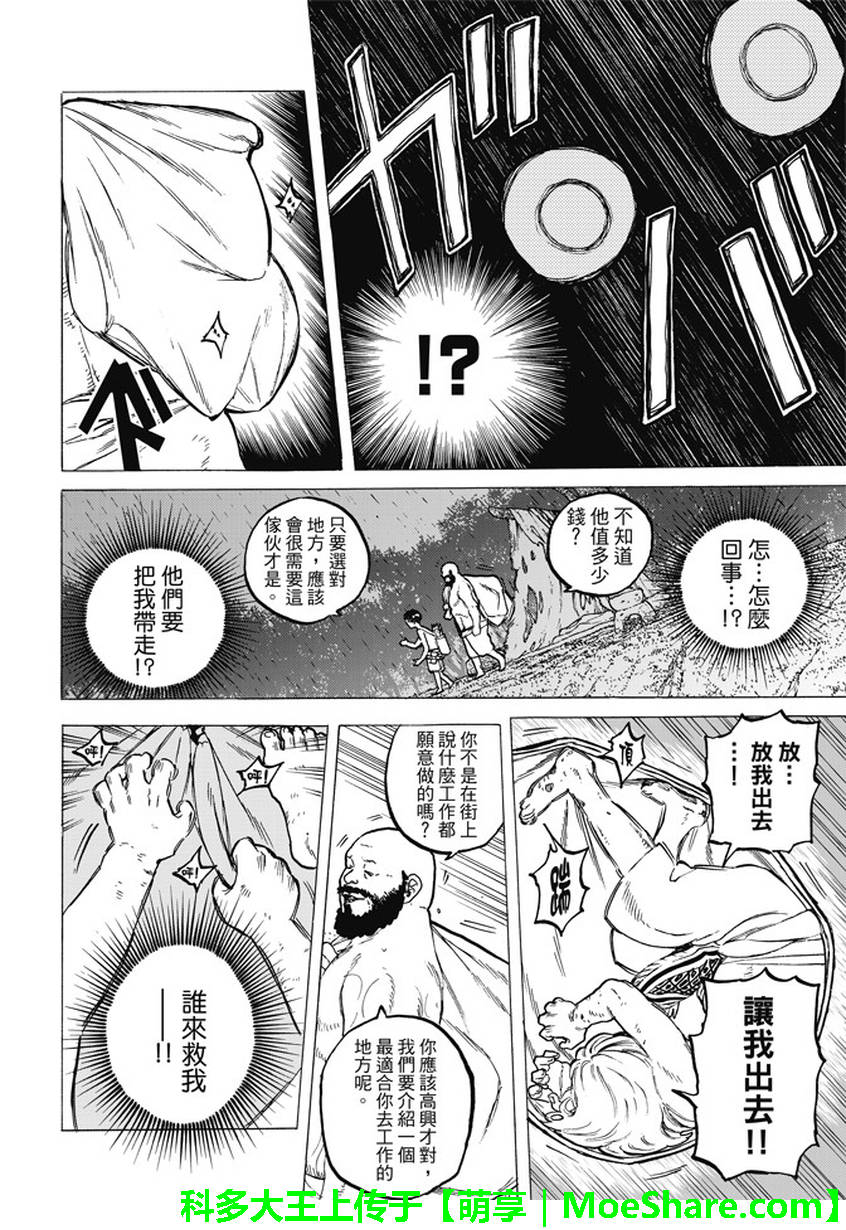 ガバ
!?
怎…怎麼
回事…!?
不知道
他值多少
錢?
只要選對
地方，應該
會很需要這
傢伙才是。
他們要
把我帶走!?
放…
放我出去
…!
頂
踹
讓我出去!!
你不是在街上
說什麼工作都
願意做的嗎?
你應該高興才對，
我們要介紹一個
最適合你去工作的
地方呢。
呼!
呼!
呼!
誰來救我
——!!
科多大王上传于【萌享|MoeShare.com】